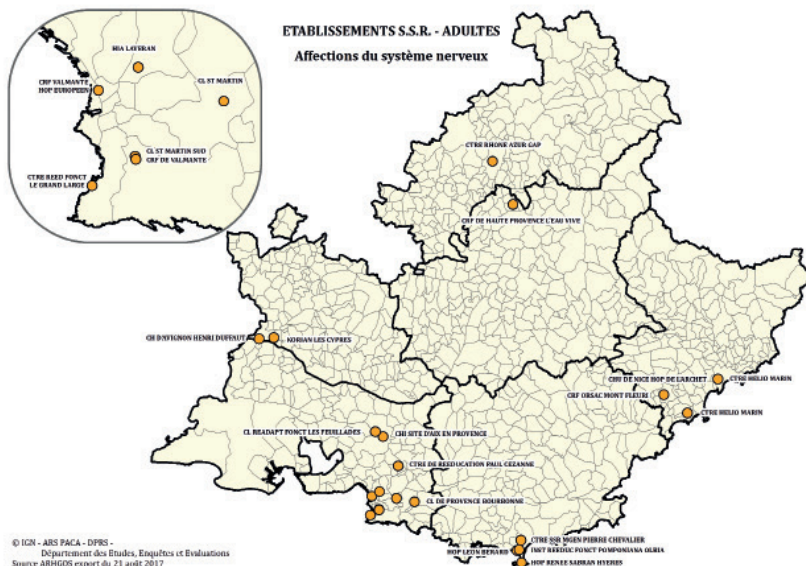 ETABLISSEMENTS S.S.R. - ADULTES
Affections du système nerveux
HIA LAVERAN
CL ST MARTIN
CRF VALMANTE
HOP EUROPEEN
CL ST MARTIN SUD
CRF DE VALMANTE
CTRE REED FONCT
LE GRAND LARGE
CTRE RHONE AZUR GAP
CRF DE HAUTE PROVENCE L'EAU VIVE
CH D'AVIGNON HENRI DUFFAUT
KORIAN LES CYPRES
CHU DE NICE HOP DE L'ARCHET
CTRE HELIO MARIN
CRF ORSAC MONT FLEURI
CTRE HELIO MARIN
CL READAPT FONCT LES FEUILLADES
CHI SITE D'AIX EN PROVENCE
CTRE DE REEDUCATION PAUL CEZANNE
CL DE PROVENCE BOURBONNE
CTRE SSR MGEN PIERRE CHEVALIER
HOP LEON BERARD
INST REEDUC FONCT POMPONIANA OLBIA
HOP RENEE SABRAN HYERES
© IGN - ARS PACA - DPRS -
Département des Etudes, Enquêtes et Evaluations
Source ARHGOS export du 21 août 2017